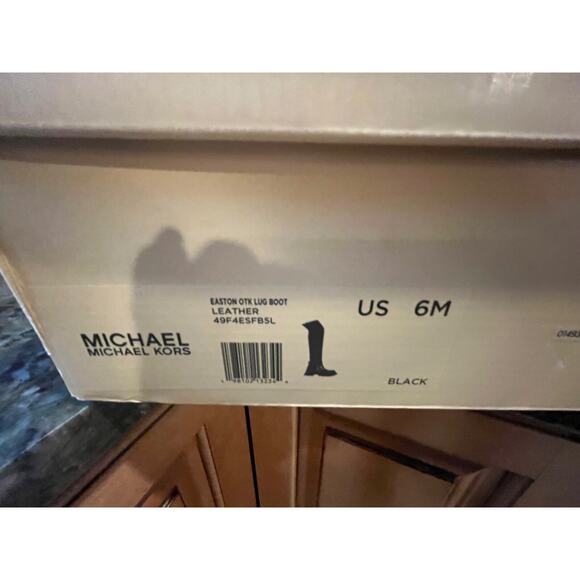 EASTON OTK LUG BOOT
LEATHER
49F4ESFB5L
US 6M
MICHAEL
MICHAEL KORS
BLACK